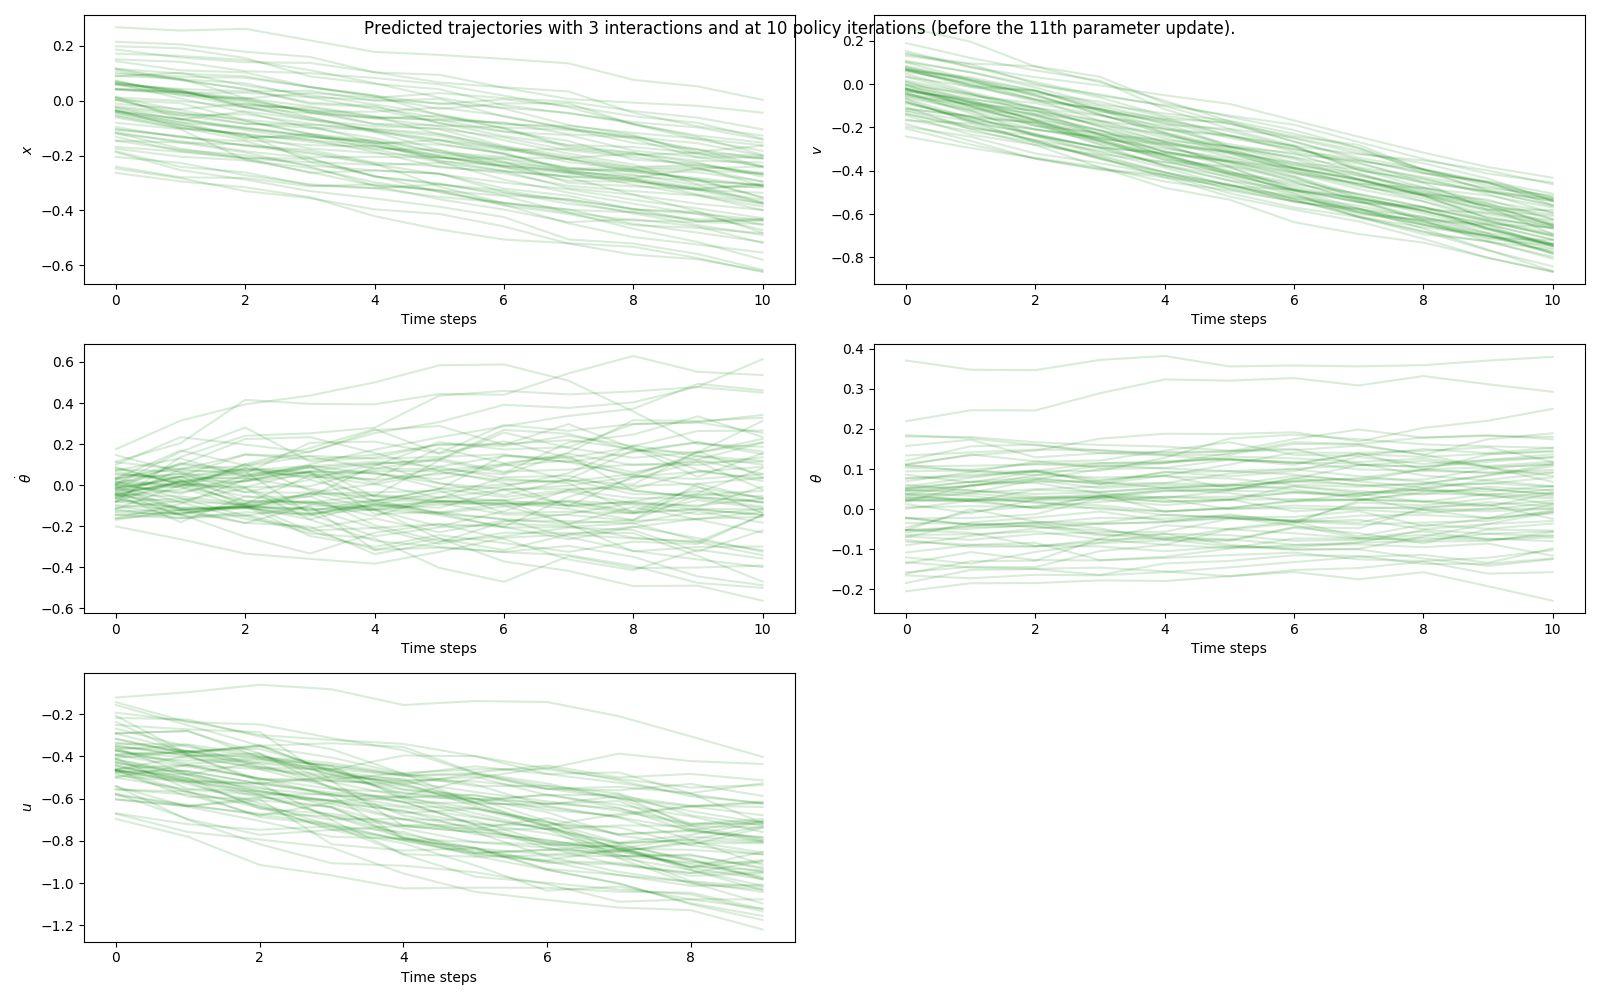 Predicted trajectories with 3 interactions and at 10 policy iterations (before the 11th parameter update).
0.2
0.0
−0.2
−0.4
−0.6
x
0 2 4 6 8 10
Time steps
0.2
0.0
−0.2
−0.4
−0.6
−0.8
v
0 2 4 6 8 10
Time steps
0.6
0.4
0.2
0.0
−0.2
−0.4
−0.6
θ̇
0 2 4 6 8 10
Time steps
0.4
0.3
0.2
0.1
0.0
−0.1
−0.2
θ
0 2 4 6 8 10
Time steps
−0.2
−0.4
−0.6
−0.8
−1.0
−1.2
u
0 2 4 6 8
Time steps